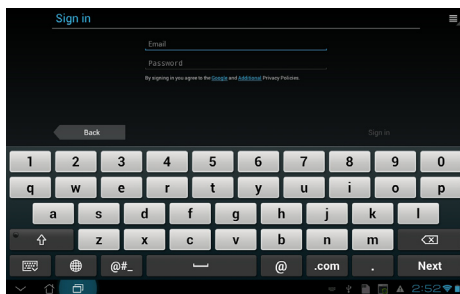 Sign in
Email
Password
By signing in you agree to the Google and Additional Privacy Policies.
Back
Sign in
1 2 3 4 5 6 7 8 9 0
q w e r t y u i o p
a s d f g h j k l
z x c v b n m
@#_ @ .com . Next
2:52